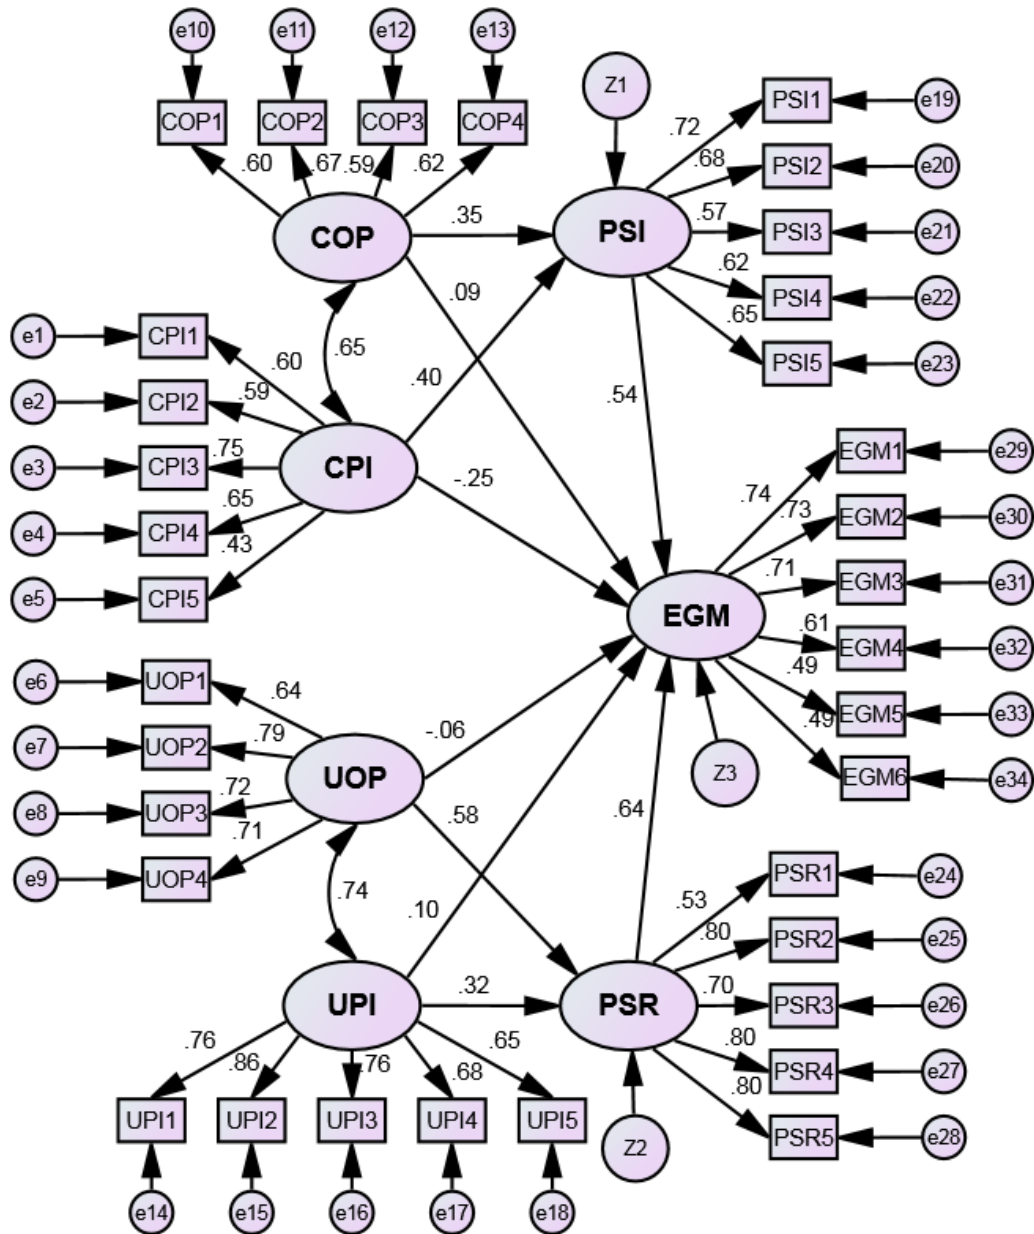 e10 e11 e12 e13
COP1 COP2 COP3 COP4
.60 .67 .59 .62
COP
Z1
PSI
.35
.09
.72 PSI1 e19
.68 PSI2 e20
.57 PSI3 e21
.62 PSI4 e22
.65 PSI5 e23
.65
.40
.54
e1 CPI1 .60
e2 CPI2 .59
e3 CPI3 .75
e4 CPI4 .65
e5 CPI5 .43
CPI
-.25
.74 EGM1 e29
.73 EGM2 e30
.71 EGM3 e31
.61 EGM4 e32
.49 EGM5 e33
.49 EGM6 e34
EGM
Z3
e6 UOP1 .64
e7 UOP2 .79
e8 UOP3 .72
e9 UOP4 .71
UOP
-.06
.58
.64
.74
.10
UPI
.32
PSR
.53 PSR1 e24
.80 PSR2 e25
.70 PSR3 e26
.80 PSR4 e27
.80 PSR5 e28
Z2
.76 .86 .76 .68 .65
UPI1 UPI2 UPI3 UPI4 UPI5
e14 e15 e16 e17 e18